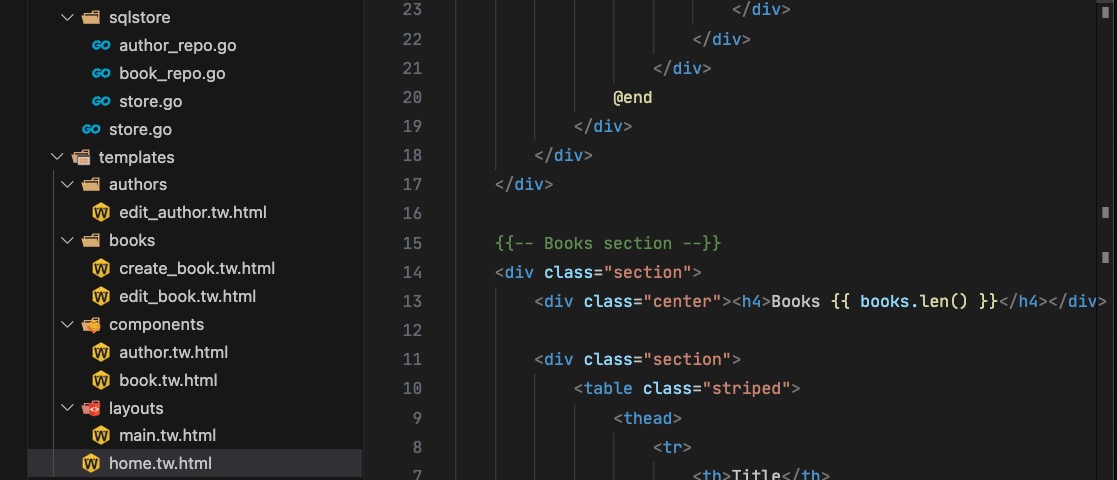 sqlstore
author_repo.go
book_repo.go
store.go
store.go
templates
authors
edit_author.tw.html
books
create_book.tw.html
edit_book.tw.html
components
author.tw.html
book.tw.html
layouts
main.tw.html
home.tw.html
23 </div>
22 </div>
21 </div>
20 @end
19 </div>
18 </div>
17 </div>
16
15 {{-- Books section --}}
14 <div class="section">
13 <div class="center"><h4>Books {{ books.len() }}</h4></div>
12
11 <div class="section">
10 <table class="striped">
9 <thead>
8 <tr>
7 <th>Title</th>